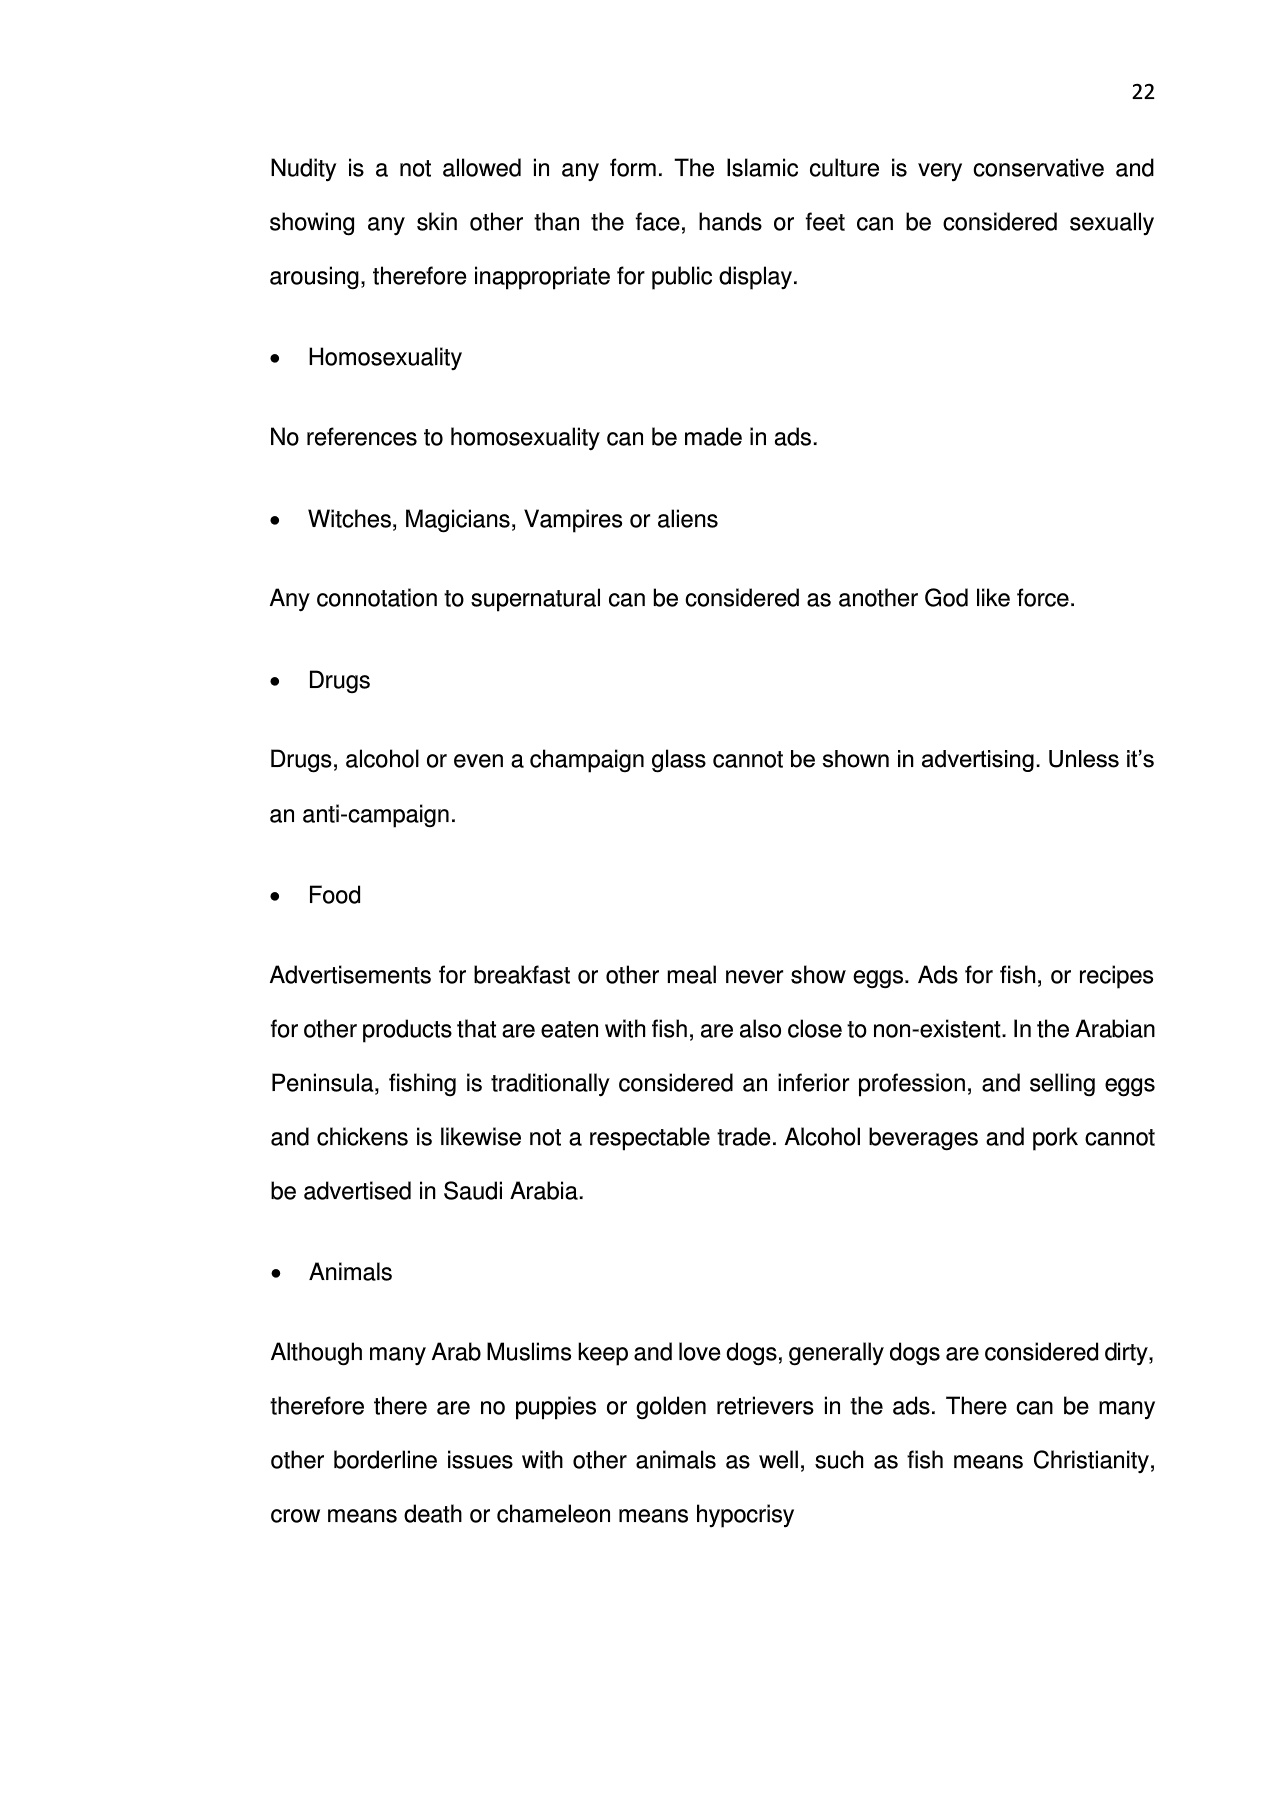 22
Nudity is a not allowed in any form. The Islamic culture is very conservative and
showing any skin other than the face, hands or feet can be considered sexually
arousing, therefore inappropriate for public display.
• Homosexuality
No references to homosexuality can be made in ads.
• Witches, Magicians, Vampires or aliens
Any connotation to supernatural can be considered as another God like force.
• Drugs
Drugs, alcohol or even a champaign glass cannot be shown in advertising. Unless it’s
an anti-campaign.
• Food
Advertisements for breakfast or other meal never show eggs. Ads for fish, or recipes
for other products that are eaten with fish, are also close to non-existent. In the Arabian
Peninsula, fishing is traditionally considered an inferior profession, and selling eggs
and chickens is likewise not a respectable trade. Alcohol beverages and pork cannot
be advertised in Saudi Arabia.
• Animals
Although many Arab Muslims keep and love dogs, generally dogs are considered dirty,
therefore there are no puppies or golden retrievers in the ads. There can be many
other borderline issues with other animals as well, such as fish means Christianity,
crow means death or chameleon means hypocrisy